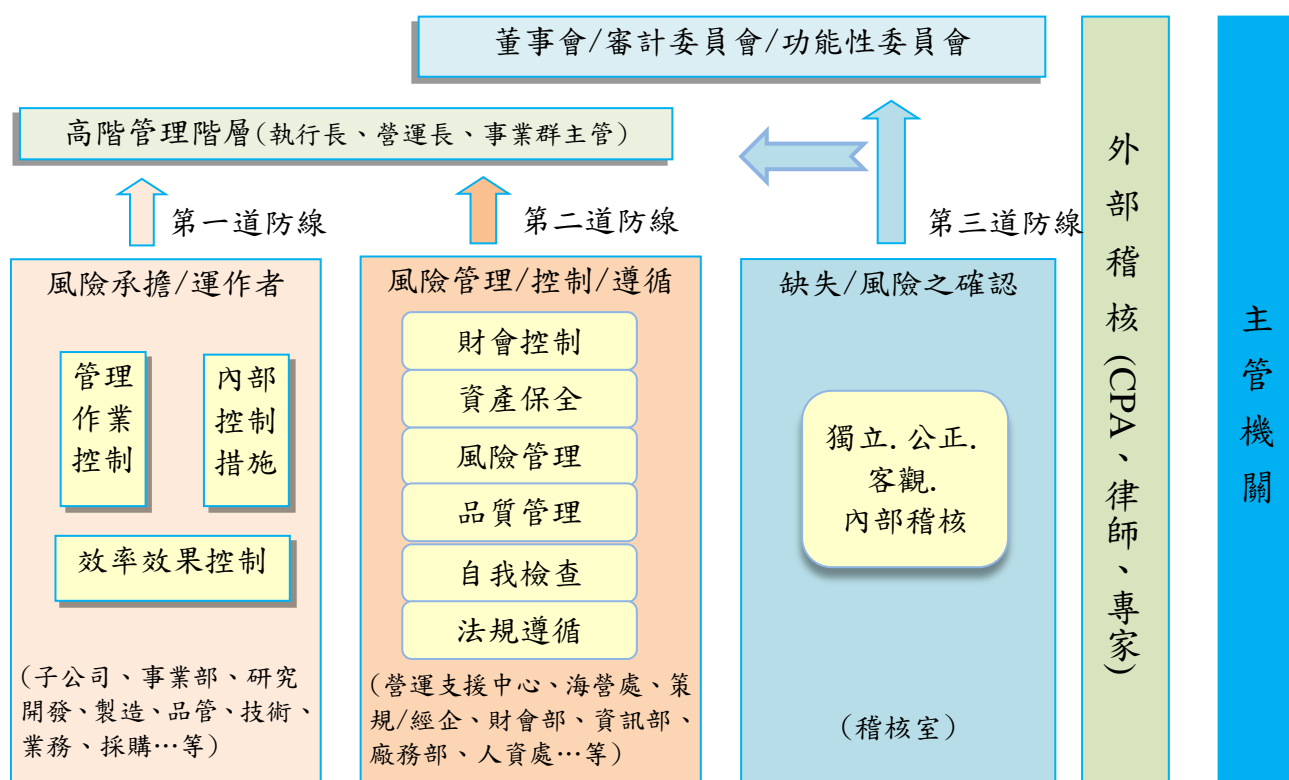 董事會/審計委員會/功能性委員會
高階管理階層(執行長、營運長、事業群主管)
第一道防線
第二道防線
第三道防線
風險承擔/運作者
管理
作業
控制
內部
控制
措施
效率效果控制
(子公司、事業部、研究
開發、製造、品管、技術、
業務、採購…等)
風險管理/控制/遵循
財會控制
資產保全
風險管理
品質管理
自我檢查
法規遵循
(營運支援中心、海營處、策
規/經企、財會部、資訊部、
廠務部、人資處…等)
缺失/風險之確認
獨立.公正.
客觀.
內部稽核
(稽核室)
外部稽核(CPA、律師、專家)
主管機關